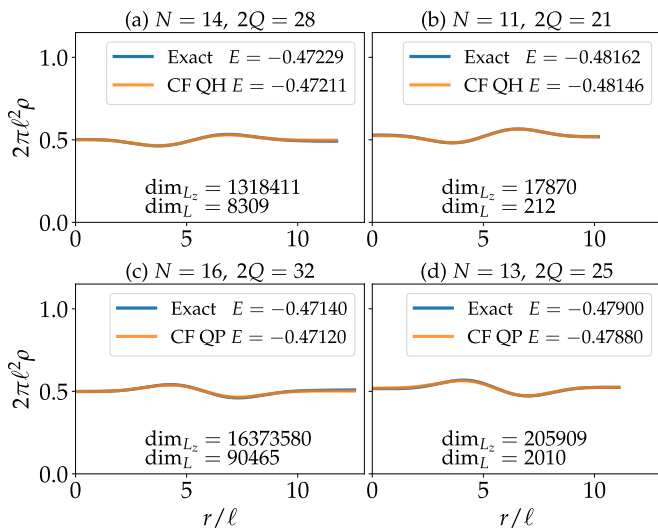 (a) N = 14, 2Q = 28
Exact E = −0.47229
CF QH E = −0.47211
dim_{L_z} = 1318411
dim_L = 8309
2πℓ²ρ
1.0
0.5
0.0
0
5
10
(b) N = 11, 2Q = 21
Exact E = −0.48162
CF QH E = −0.48146
dim_{L_z} = 17870
dim_L = 212
0
5
10
(c) N = 16, 2Q = 32
Exact E = −0.47140
CF QP E = −0.47120
dim_{L_z} = 16373580
dim_L = 90465
2πℓ²ρ
1.0
0.5
0.0
0
5
10
r/ℓ
(d) N = 13, 2Q = 25
Exact E = −0.47900
CF QP E = −0.47880
dim_{L_z} = 205909
dim_L = 2010
0
5
10
r/ℓ